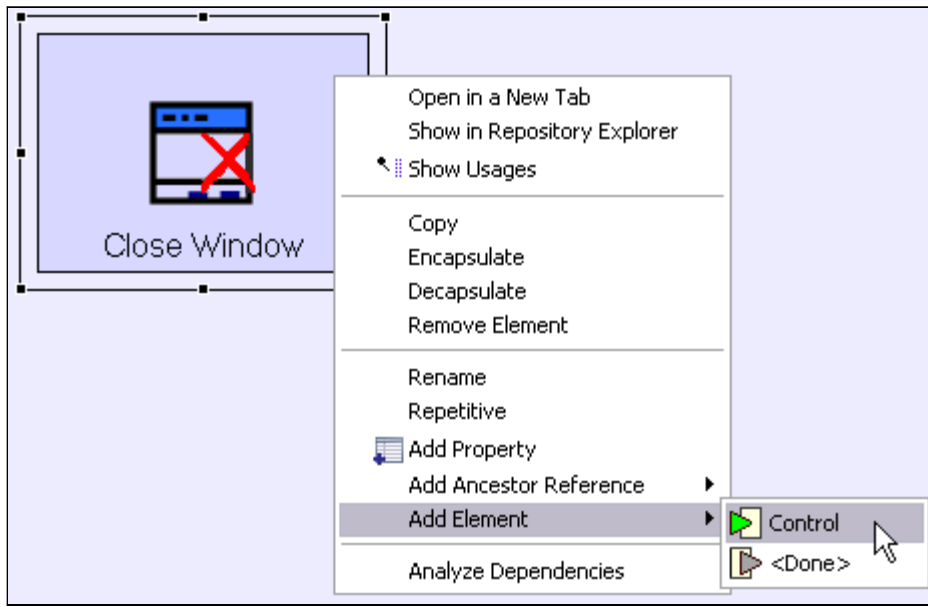 Close Window
Open in a New Tab
Show in Repository Explorer
Show Usages
Copy
Encapsulate
Decapsulate
Remove Element
Rename
Repetitive
Add Property
Add Ancestor Reference
Add Element
Analyze Dependencies
Control
<Done>